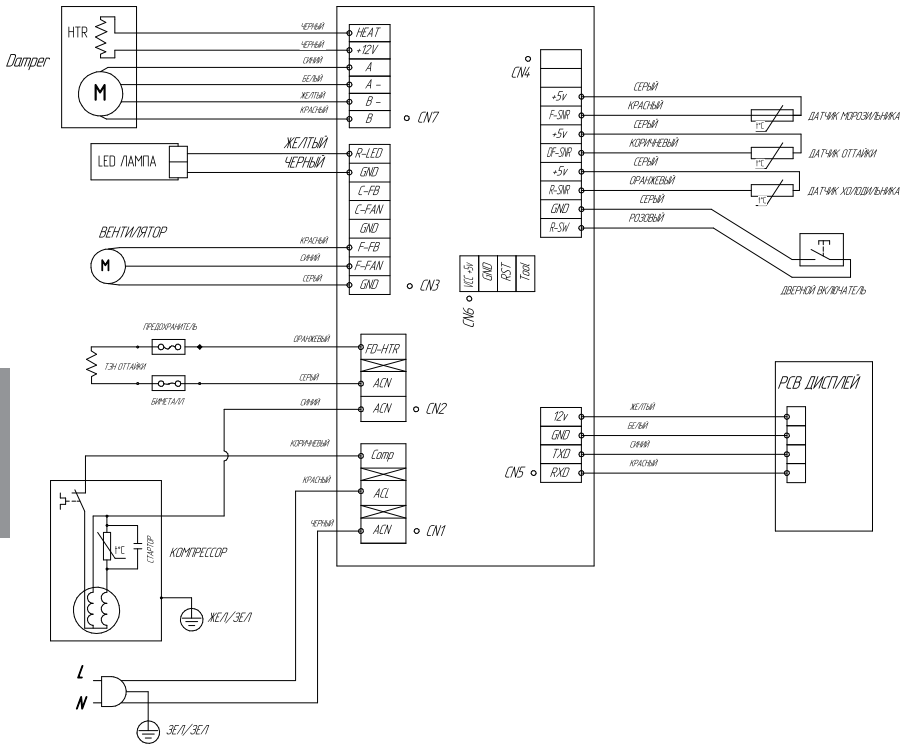 Damper
HTR
M
ЧЕРНЫЙ
HEAT
ЧЕРНЫЙ
+12V
СИНИЙ
A
БЕЛЫЙ
A -
ЖЕЛТЫЙ
B -
КРАСНЫЙ
B
CN7
LED ЛАМПА
ЖЕЛТЫЙ
R-LED
ЧЕРНЫЙ
GND
C-FB
C-FAN
GND
ВЕНТИЛЯТОР
M
КРАСНЫЙ
F-FB
СИНИЙ
F-FAN
СЕРЫЙ
GND
CN3
CN4
СЕРЫЙ
+5v
КРАСНЫЙ
F-SNR
t°C
ДАТЧИК МОРОЗИЛЬНИКА
СЕРЫЙ
+5v
КОРИЧНЕВЫЙ
DF-SNR
t°C
ДАТЧИК ОТТАЙКИ
СЕРЫЙ
+5v
ОРАНЖЕВЫЙ
R-SNR
t°C
ДАТЧИК ХОЛОДИЛЬНИКА
СЕРЫЙ
GND
РОЗОВЫЙ
R-SW
ДВЕРНОЙ ВКЛЮЧАТЕЛЬ
VCC +5v
GND
RST
Tool
CN6
ПРЕДОХРАНИТЕЛЬ
ОРАНЖЕВЫЙ
FD-HTR
ТЭН ОТТАЙКИ
СЕРЫЙ
ACN
БИМЕТАЛЛ
СИНИЙ
ACN
CN2
КОРИЧНЕВЫЙ
Comp
КРАСНЫЙ
ACL
ЧЕРНЫЙ
ACN
CN1
t°C
СТАРТОР
КОМПРЕССОР
ЖЕЛ/ЗЕЛ
L
N
ЗЕЛ/ЗЕЛ
PCB ДИСПЛЕЙ
12v
ЖЕЛТЫЙ
GND
БЕЛЫЙ
TXD
СИНИЙ
RXD
КРАСНЫЙ
CN5